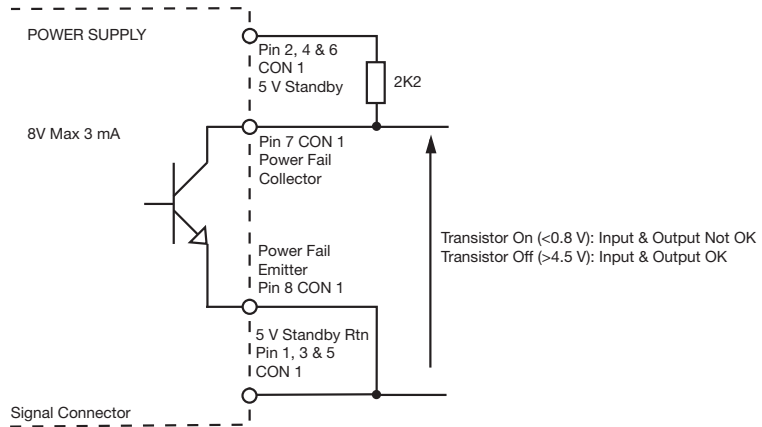 POWER SUPPLY
Pin 2, 4 & 6
CON 1
5 V Standby
2K2
8V Max 3 mA
Pin 7 CON 1
Power Fail
Collector
Transistor On (<0.8 V): Input & Output Not OK
Transistor Off (>4.5 V): Input & Output OK
Power Fail
Emitter
Pin 8 CON 1
5 V Standby Rtn
Pin 1, 3 & 5
CON 1
Signal Connector